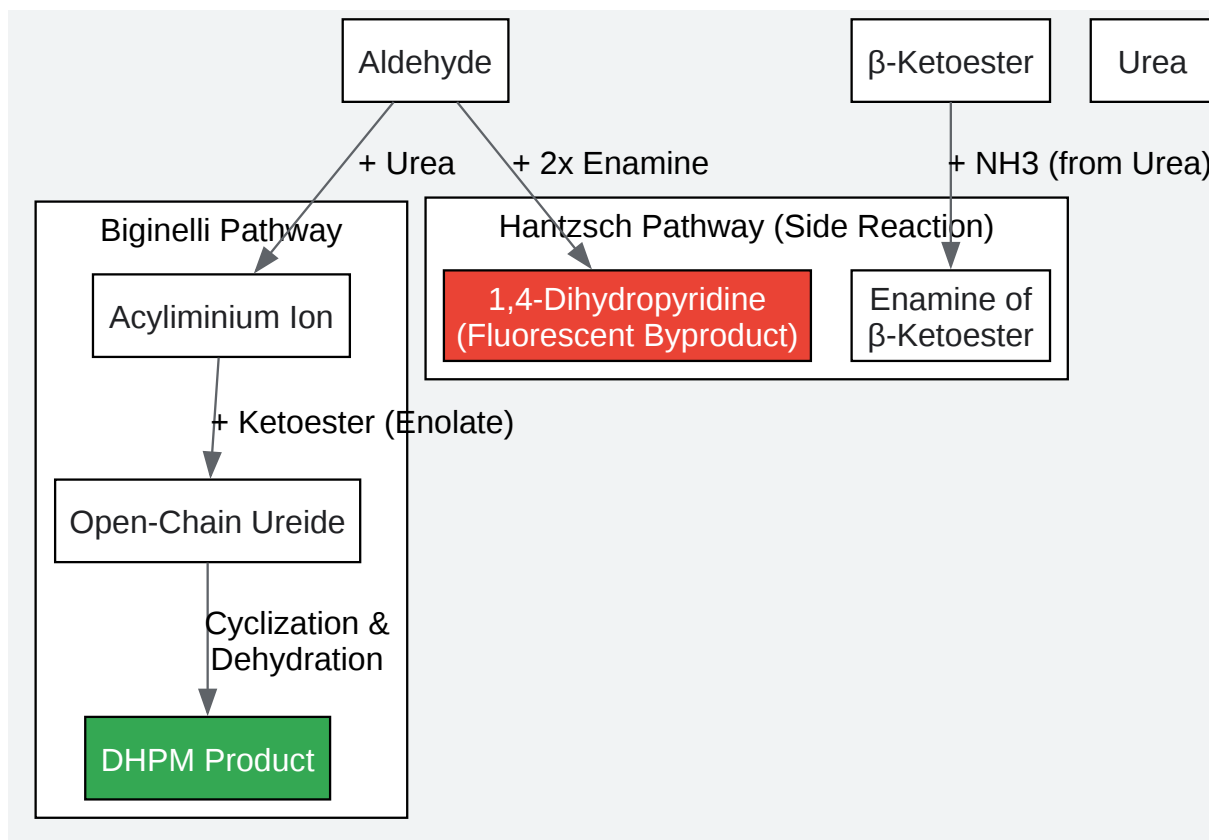 Aldehyde
β-Ketoester
Urea
+ Urea
+ 2x Enamine
+ NH3 (from Urea)
Biginelli Pathway
Hantzsch Pathway (Side Reaction)
Acyliminium Ion
1,4-Dihydropyridine
(Fluorescent Byproduct)
Enamine of
β-Ketoester
+ Ketoester (Enolate)
Open-Chain Ureide
Cyclization &
Dehydration
DHPM Product